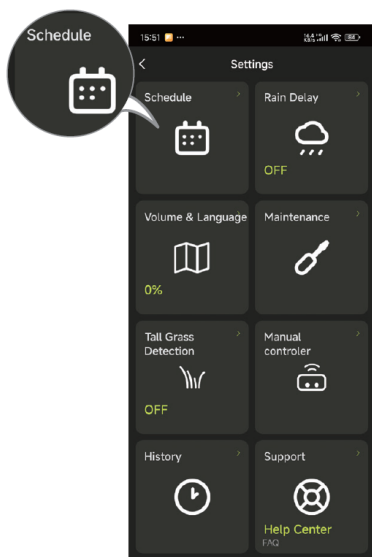 Schedule
15:51
Settings
Schedule
Rain Delay
OFF
Volume & Language
Maintenance
0%
Tall Grass
Detection
Manual
controler
OFF
History
Support
Help Center
FAQ